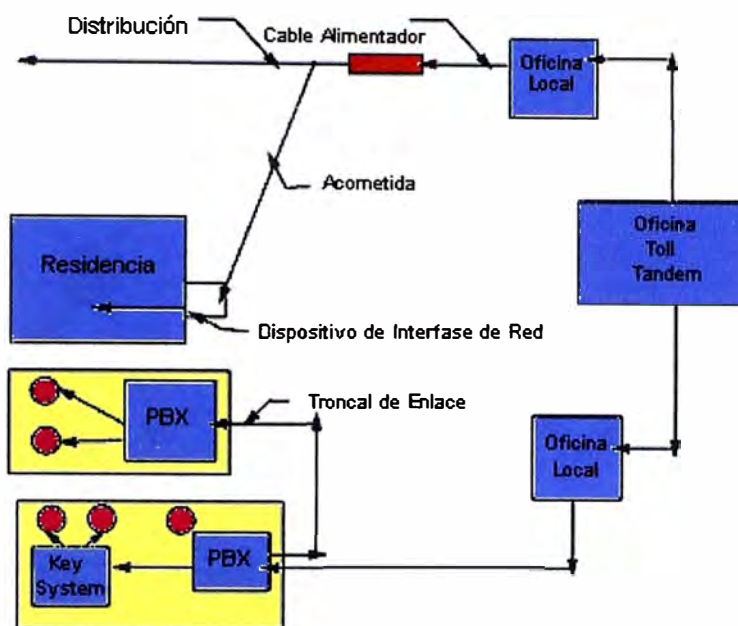 Distribución
Cable Alimentador
Oficina
Local
Acometida
Oficina
Toll
Tandem
Residencia
Dispositivo de Interfase de Red
PBX
Troncal de Enlace
Oficina
Local
Key
System
PBX